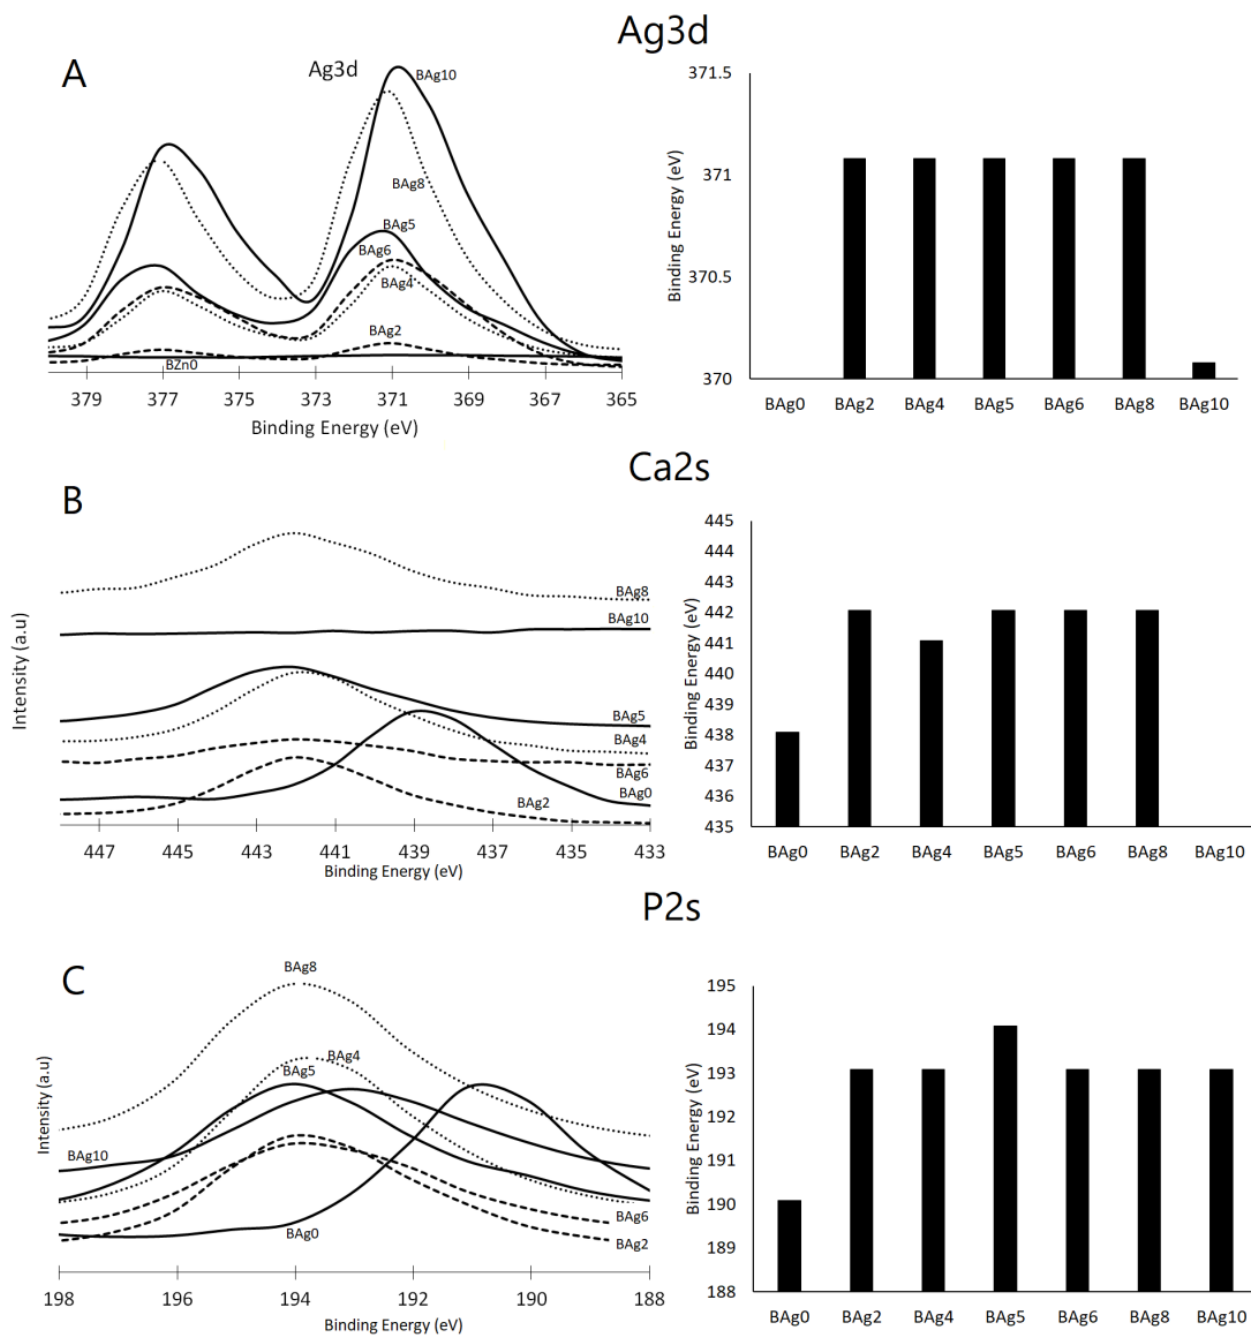 Ag3d
A
Ag3d
BAg10
BAg8
BAg5
BAg6
BAg4
BAg2
BZn0
379 377 375 373 371 369 367 365
Binding Energy (eV)
371.5
371
370.5
370
Binding Energy (eV)
BAg0 BAg2 BAg4 BAg5 BAg6 BAg8 BAg10
Ca2s
B
Intensity (a.u)
BAg8
BAg10
BAg5
BAg4
BAg6
BAg0
BAg2
447 445 443 441 439 437 435 433
Binding Energy (eV)
445
444
443
442
441
440
439
438
437
436
435
Binding Energy (eV)
BAg0 BAg2 BAg4 BAg5 BAg6 BAg8 BAg10
P2s
C
Intensity (a.u)
BAg8
BAg4
BAg5
BAg10
BAg0
BAg6
BAg2
198 196 194 192 190 188
Binding Energy (eV)
195
194
193
192
191
190
189
188
Binding Energy (eV)
BAg0 BAg2 BAg4 BAg5 BAg6 BAg8 BAg10